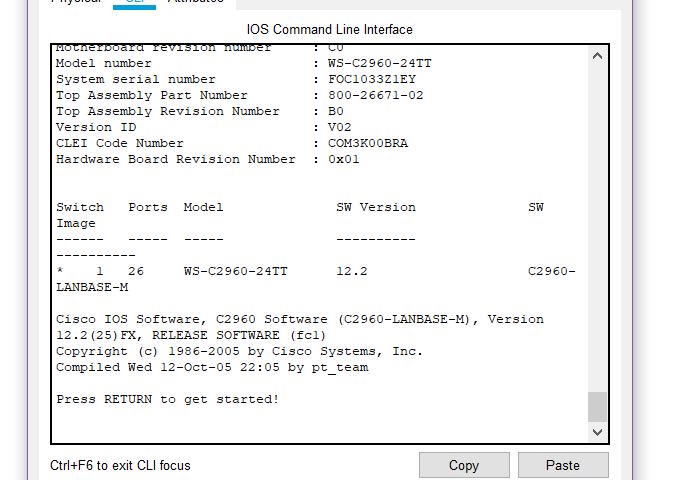 Physical CLI Attributes
IOS Command Line Interface
Motherboard revision number : C0
Model number : WS-C2960-24TT
System serial number : FOC1033Z1EY
Top Assembly Part Number : 800-26671-02
Top Assembly Revision Number : B0
Version ID : V02
CLEI Code Number : COM3K00BRA
Hardware Board Revision Number : 0x01
Switch Ports Model SW Version SW
Image
------ ----- ----- ---------- 
----------
* 1 26 WS-C2960-24TT 12.2 C2960-
LANBASE-M
Cisco IOS Software, C2960 Software (C2960-LANBASE-M), Version
12.2(25)FX, RELEASE SOFTWARE (fc1)
Copyright (c) 1986-2005 by Cisco Systems, Inc.
Compiled Wed 12-Oct-05 22:05 by pt_team
Press RETURN to get started!
Ctrl+F6 to exit CLI focus
Copy Paste